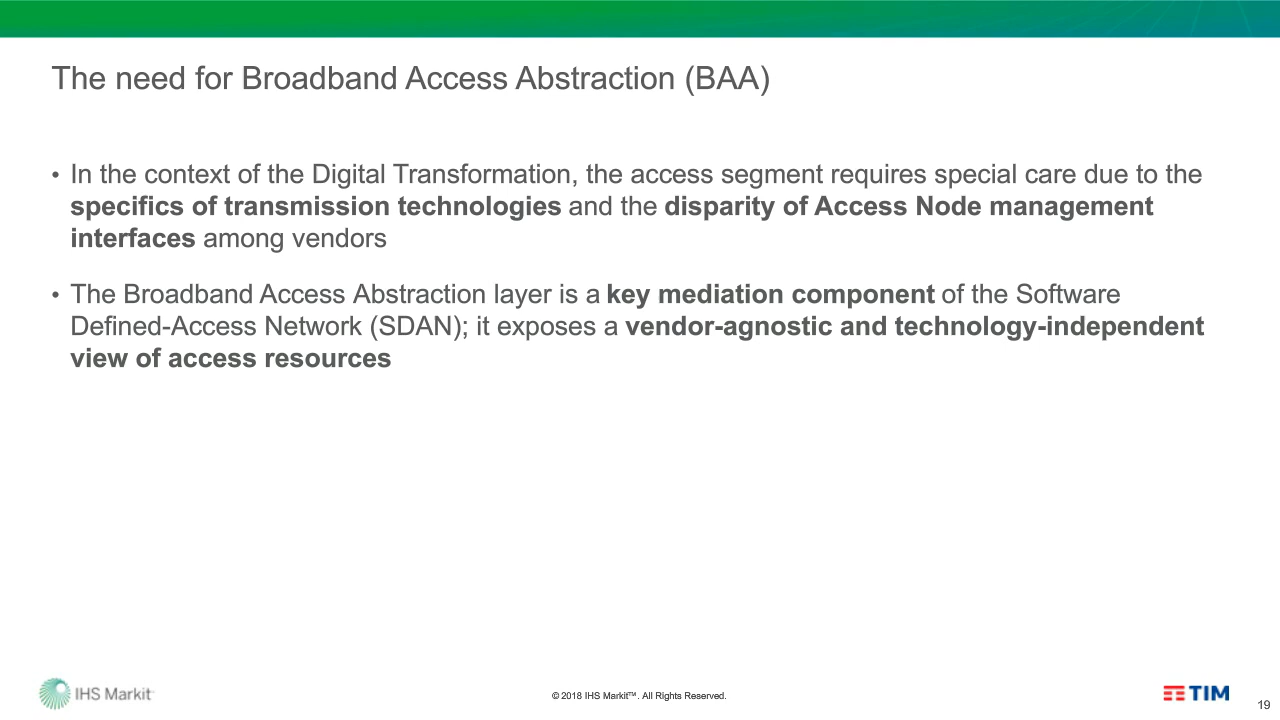 The need for Broadband Access Abstraction (BAA)
• In the context of the Digital Transformation, the access segment requires special care due to the
specifics of transmission technologies and the disparity of Access Node management
interfaces among vendors
• The Broadband Access Abstraction layer is a key mediation component of the Software
Defined-Access Network (SDAN); it exposes a vendor-agnostic and technology-independent
view of access resources
IHS Markit
© 2018 IHS Markit™. All Rights Reserved.
TIM
19